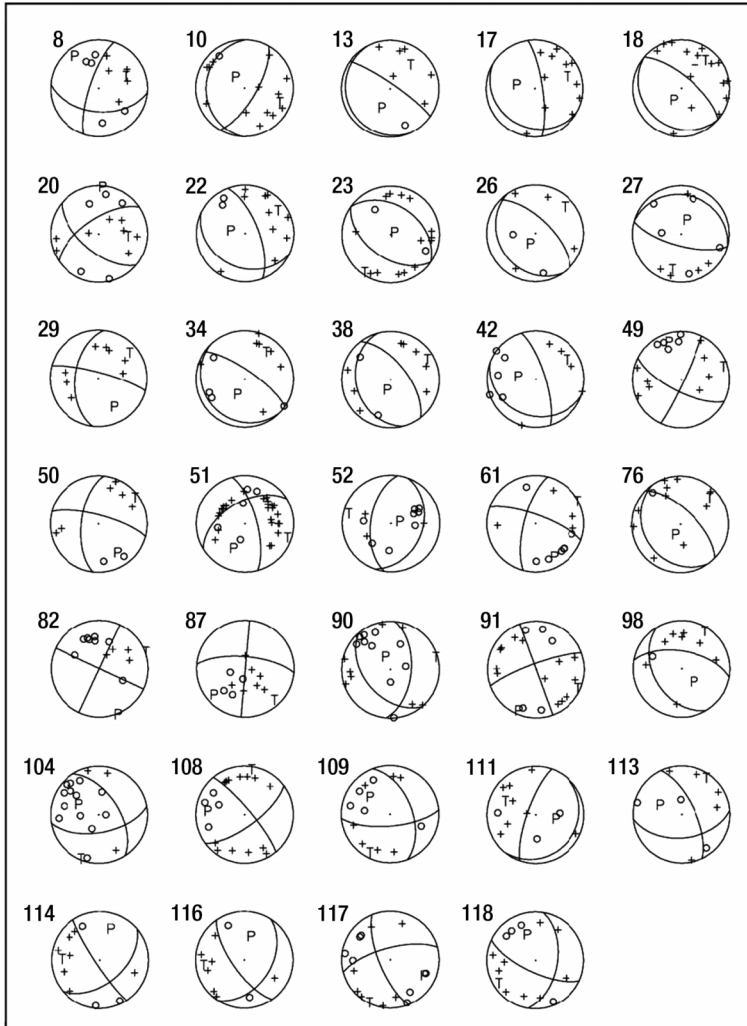 8 10 13 17 18
P P T T P T P T P
20 22 23 26 27
P T T P P T T P P T
29 34 38 42 49
T P T P T P T P P T
50 51 52 61 76
T P T P T P T P T P
82 87 90 91 98
T P P T P T T P T P
104 108 109 111 113
P T T P P T T P T P
114 116 117 118
P T P T P T P T